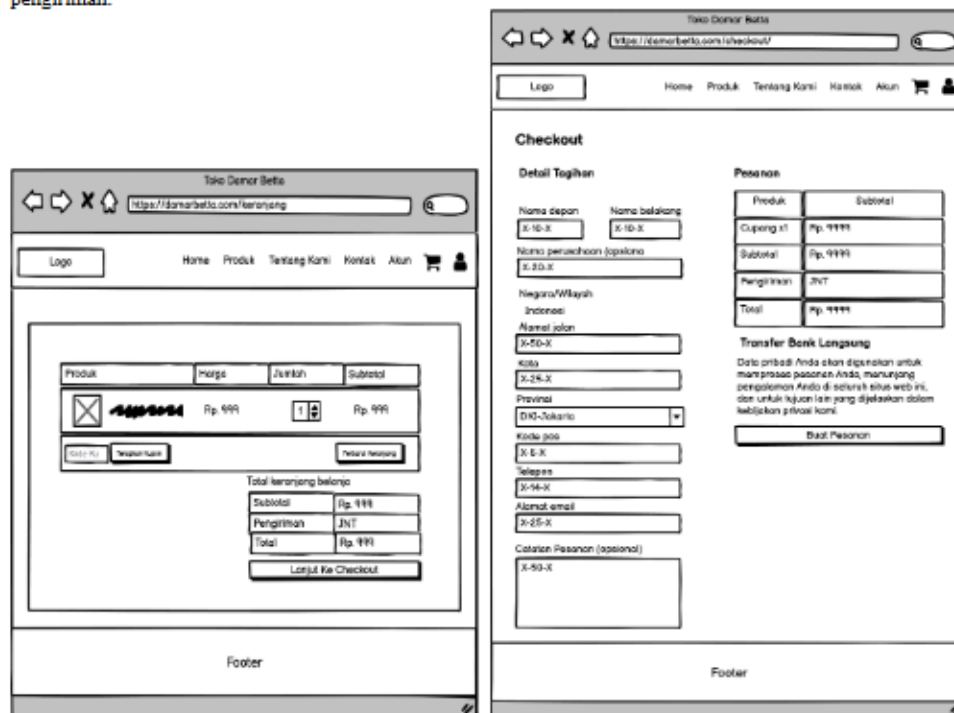 pengiriman.
Toko Damar Betta
https://damarbetta.com/keranjang
Logo
Home Produk Tentang Kami Kontak Akun
Produk Harga Jumlah Subtotal
Rp. 999 1 Rp. 999
Total keranjang belanja
Subtotal Rp. 999
Pengiriman JNT
Total Rp. 999
Lanjut Ke Checkout
Footer
Toko Damar Betta
https://damarbetta.com/checkout/
Logo
Home Produk Tentang Kami Kontak Akun
Checkout
Detail Tagihan
Nama depan Nama belakang
X-10-X X-10-X
Nama perusahaan (opsiona
X-20-X
Negara/Wilayah
Indonesi
Alamat jalan
X-50-X
Kota
X-25-X
Provinsi
DKI-Jakarta
Kode pos
X-5-X
Telepon
X-14-X
Alamat email
X-25-X
Catatan Pesanan (opsional)
X-50-X
Pesanan
Produk Subtotal
Cupang x1 Rp. 9999
Subtotal Rp. 9999
Pengiriman JNT
Total Rp. 9999
Transfer Bank Langsung
Data pribadi Anda akan digunakan untuk
memproses pesanan Anda, menunjang
pengalaman Anda di seluruh situs web ini,
dan untuk tujuan lain yang dijelaskan dalam
kebijakan privasi kami.
Buat Pesanan
Footer